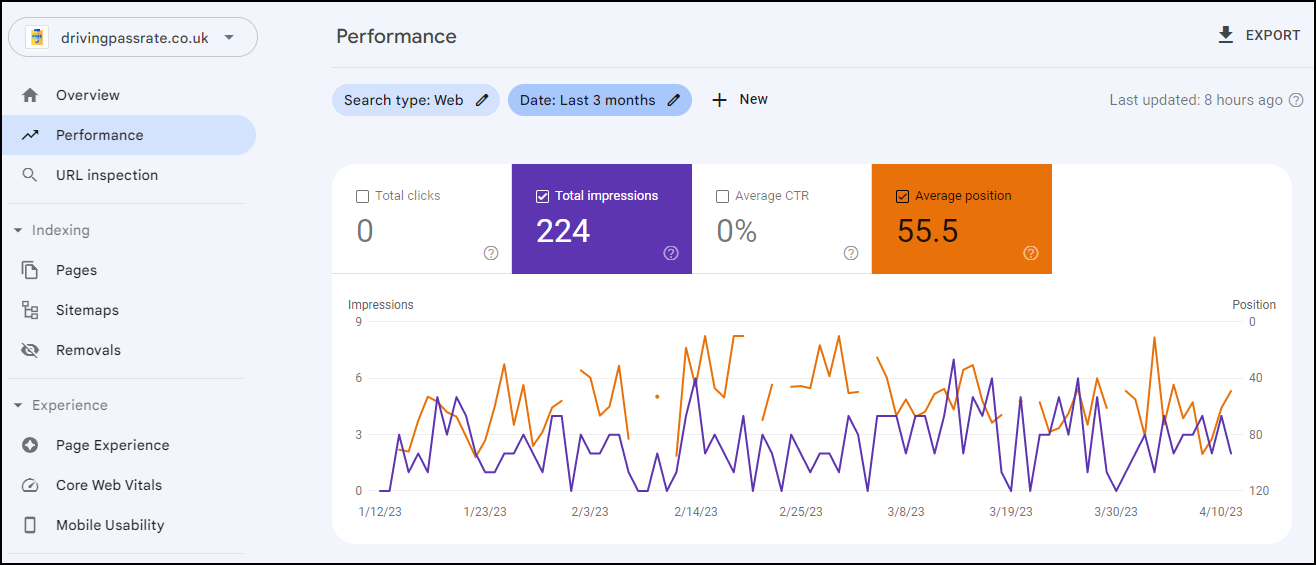 drivingpassrate.co.uk
Overview
Performance
URL inspection
Indexing
Pages
Sitemaps
Removals
Experience
Page Experience
Core Web Vitals
Mobile Usability
Performance
EXPORT
Search type: Web
Date: Last 3 months
New
Last updated: 8 hours ago
Total clicks
0
Total impressions
224
Average CTR
0%
Average position
55.5
Impressions
Position
9
6
3
0
0
40
80
120
1/12/23
1/23/23
2/3/23
2/14/23
2/25/23
3/8/23
3/19/23
3/30/23
4/10/23